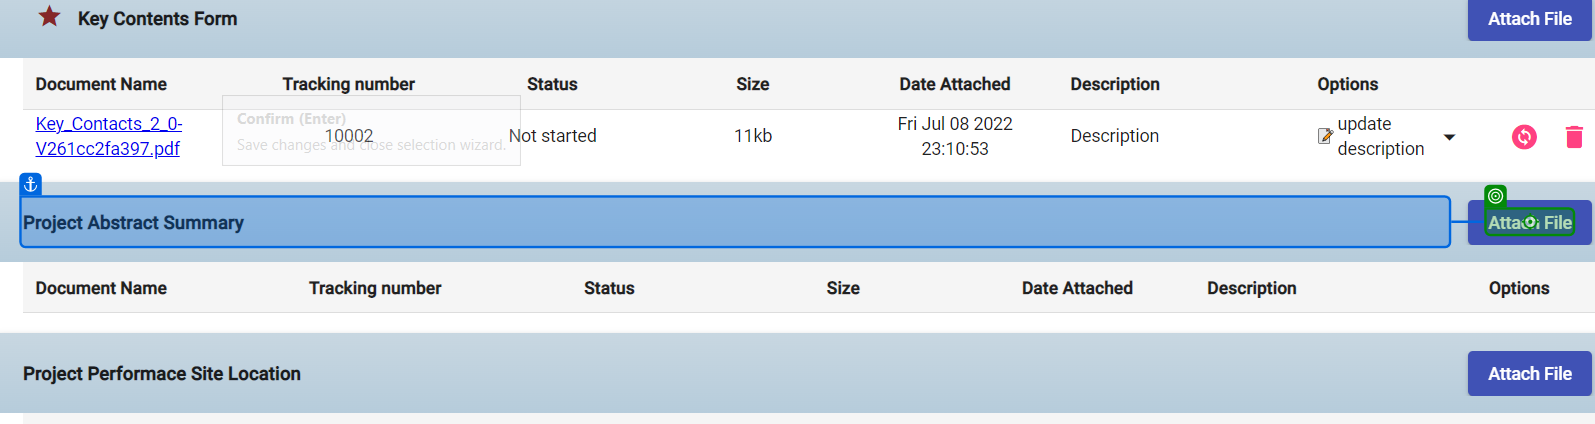 Key Contents Form
Attach File
Document Name Tracking number Status Size Date Attached Description Options
Confirm (Enter)
Key_Contacts_2_0-
V261cc2fa397.pdf
10002
Not started
11kb
Fri Jul 08 2022
23:10:53
Description
update
description
Save changes and close selection wizard.
Project Abstract Summary
Attach File
Document Name Tracking number Status Size Date Attached Description Options
Project Performace Site Location
Attach File